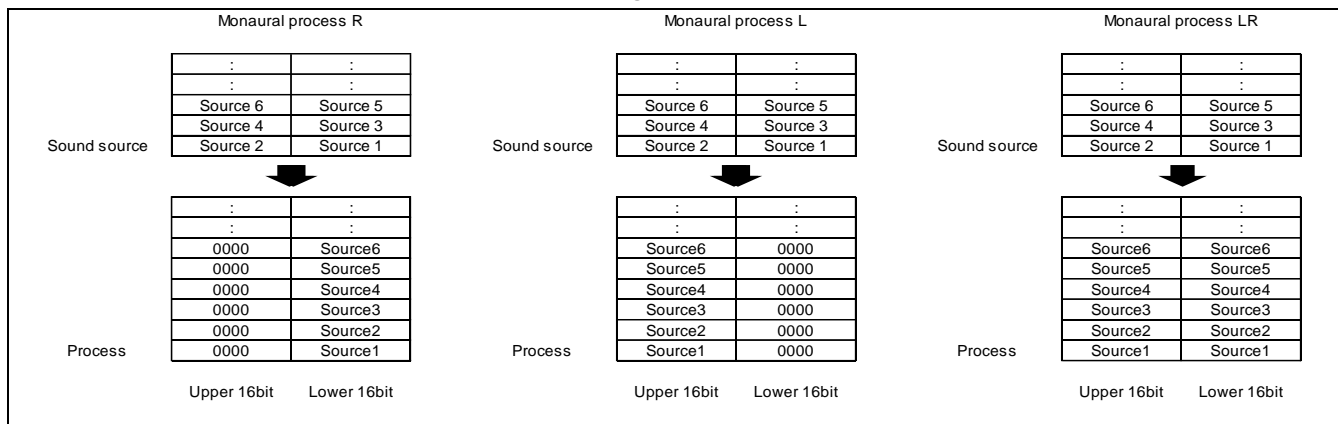 Monaural process R
Monaural process L
Monaural process LR
: : : : : :
: : : : : :
Source 6 Source 5 Source 6 Source 5 Source 6 Source 5
Source 4 Source 3 Source 4 Source 3 Source 4 Source 3
Sound source Source 2 Source 1 Sound source Source 2 Source 1 Sound source Source 2 Source 1
: : : : : :
: : : : : :
0000 Source6 Source6 0000 Source6 Source6
0000 Source5 Source5 0000 Source5 Source5
0000 Source4 Source4 0000 Source4 Source4
0000 Source3 Source3 0000 Source3 Source3
0000 Source2 Source2 0000 Source2 Source2
Process 0000 Source1 Process Source1 0000 Process Source1 Source1
Upper 16bit Lower 16bit Upper 16bit Lower 16bit Upper 16bit Lower 16bit